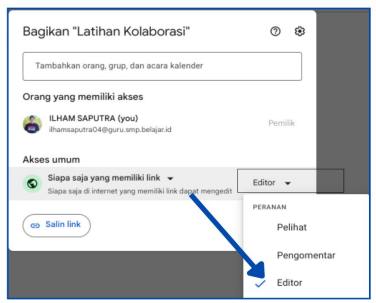 Bagikan "Latihan Kolaborasi"
Tambahkan orang, grup, dan acara kalender
Orang yang memiliki akses
ILHAM SAPUTRA (you)
ilhamsaputra04@guru.smp.belajar.id
Pemilik
Akses umum
Siapa saja yang memiliki link
Editor
Siapa saja di internet yang memiliki link dapat mengedit
PERANAN
Pelihat
Salin link
Pengomentar
Editor